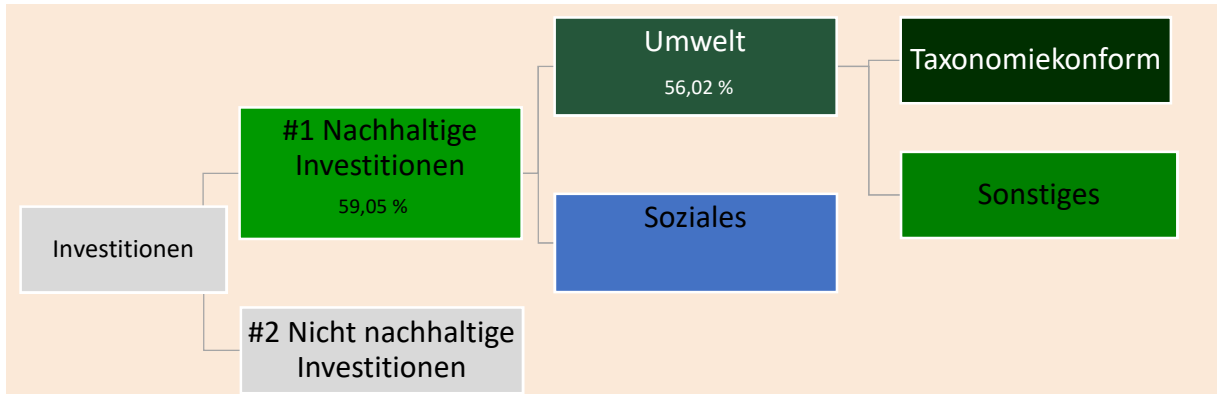 Investitionen
#1 Nachhaltige
Investitionen
59,05 %
#2 Nicht nachhaltige
Investitionen
Umwelt
56,02 %
Soziales
Taxonomiekonform
Sonstiges